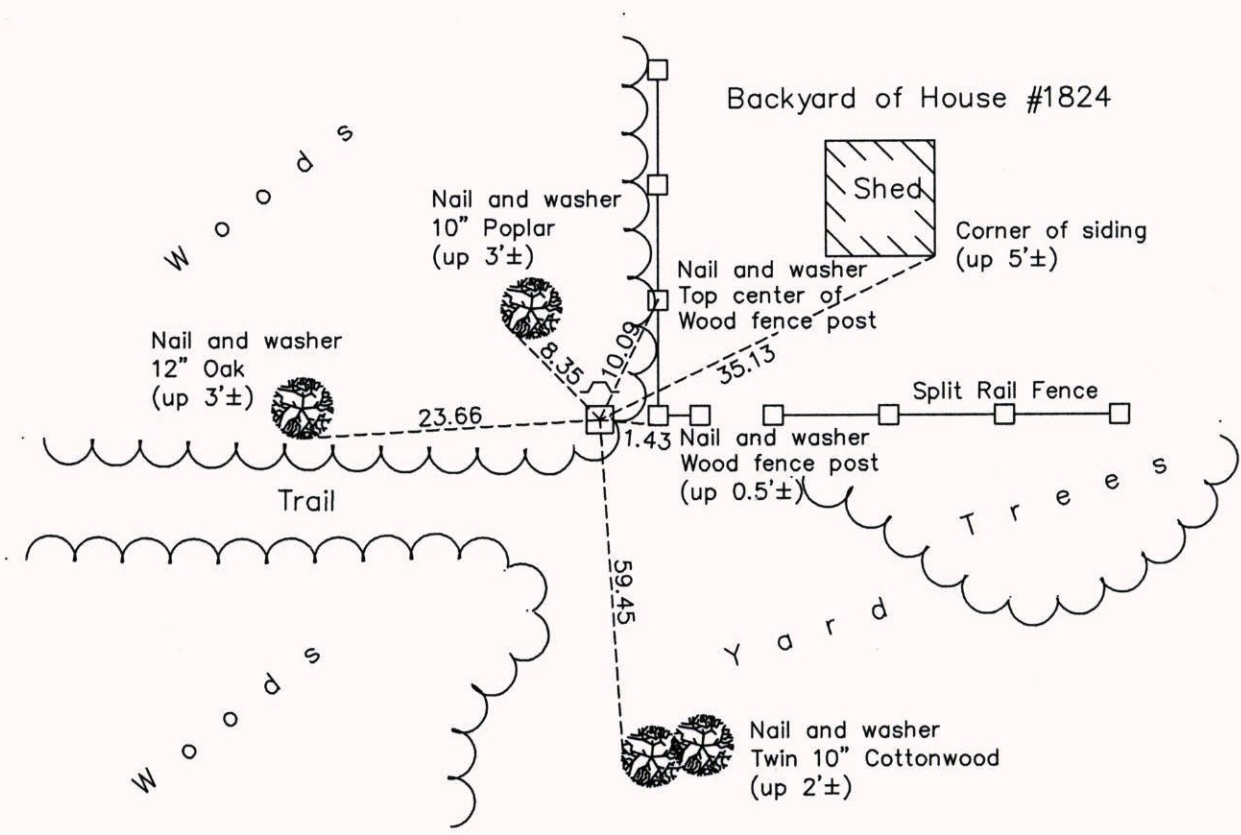 Backyard of House #1824
Woods
Nail and washer
10" Poplar
(up 3'±)
Shed
Corner of siding
(up 5'±)
Nail and washer
Top center of
Wood fence post
Nail and washer
12" Oak
(up 3'±)
8.35
10.09
35.13
23.66
Split Rail Fence
1.43
Nail and washer
Wood fence post
(up 0.5'±)
Trail
Trees
59.45
Yard
Woods
Nail and washer
Twin 10" Cottonwood
(up 2'±)